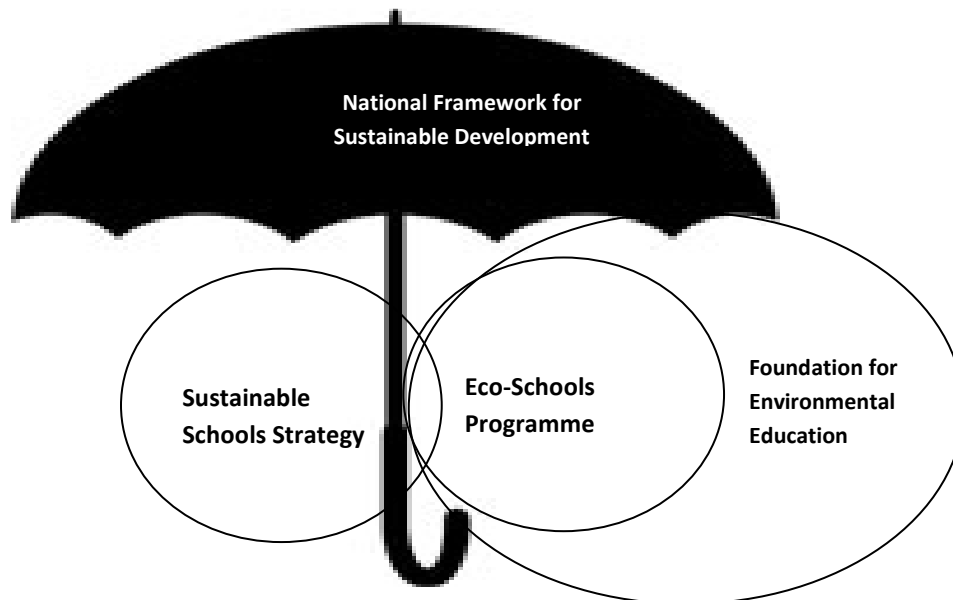 National Framework for
Sustainable Development
Sustainable
Schools Strategy
Eco-Schools
Programme
Foundation for
Environmental
Education